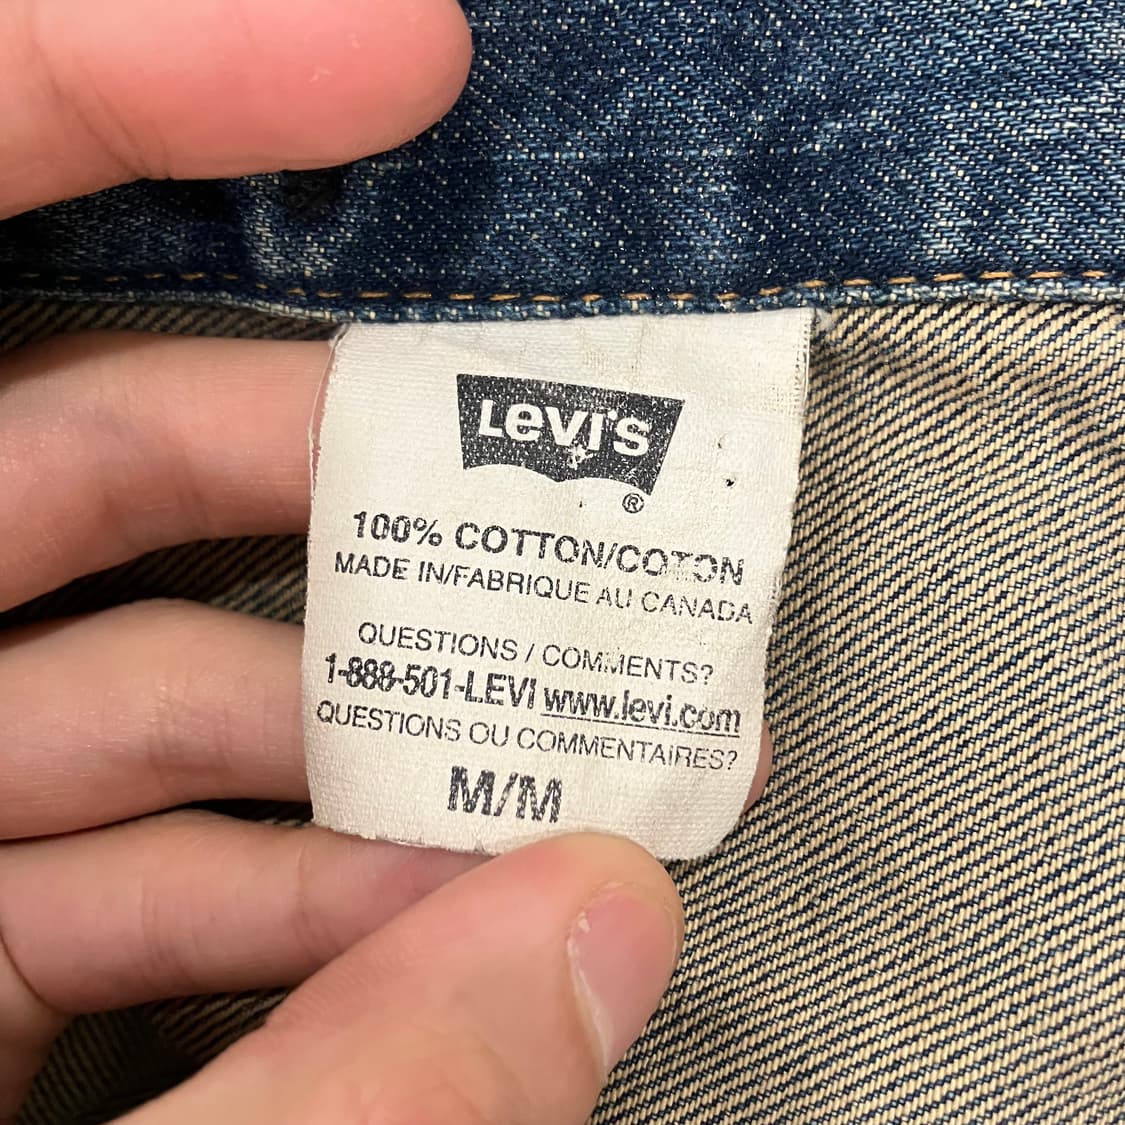 Levi's
®
100% COTTON/COTON
MADE IN/FABRIQUE AU CANADA
QUESTIONS / COMMENTS?
1-888-501-LEVI www.levi.com
QUESTIONS OU COMMENTAIRES?
M/M